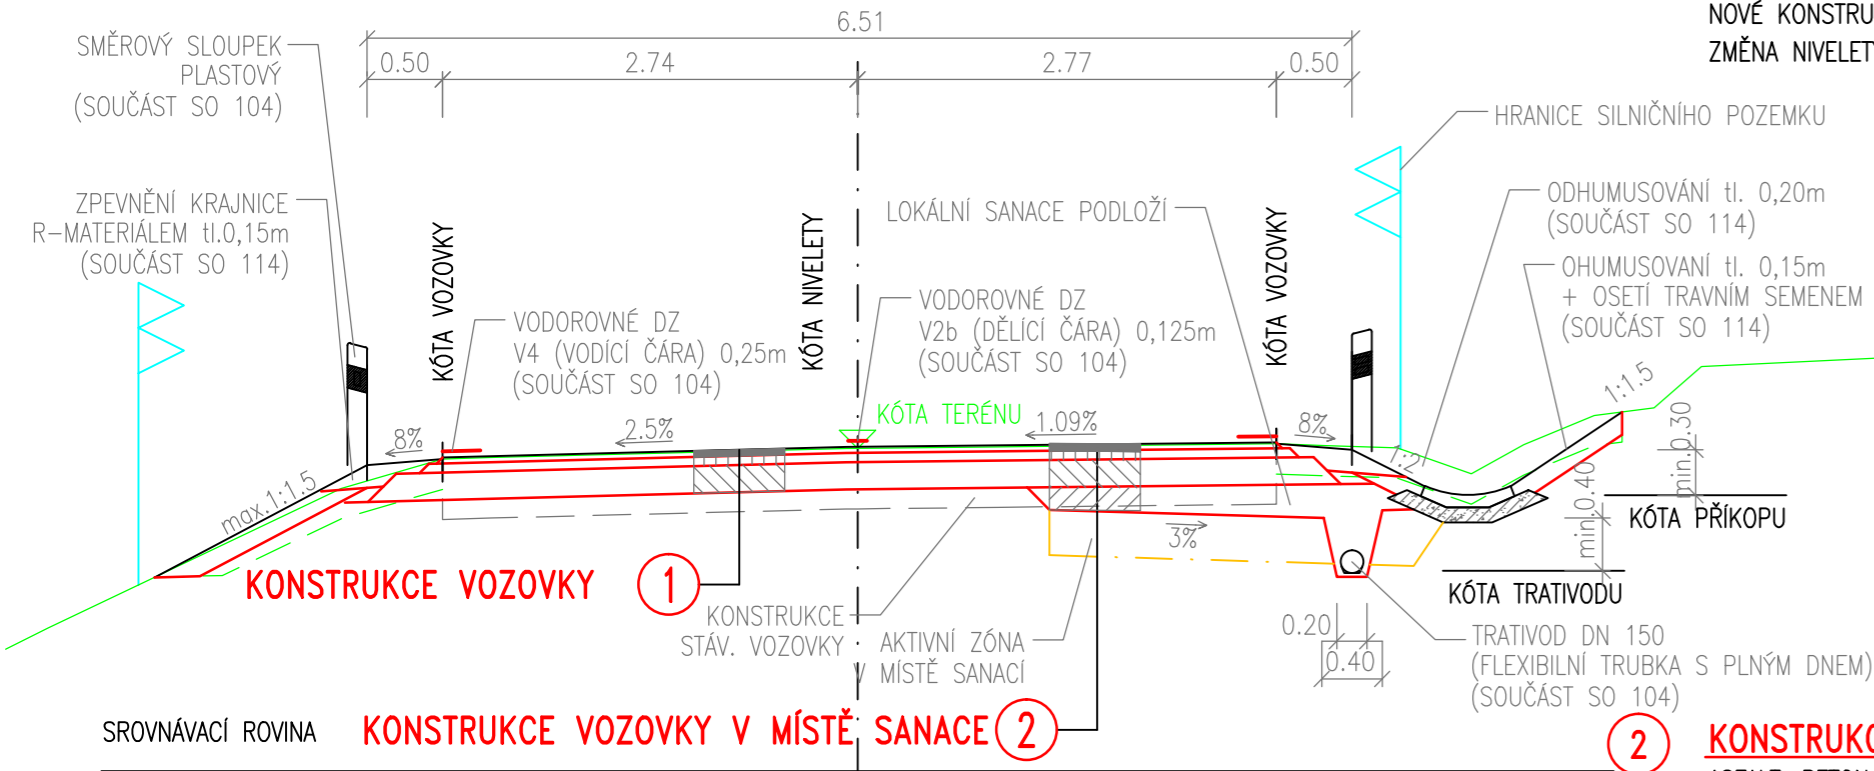 6.51
0.50
2.74
2.77
0.50
SMĚROVÝ SLOUPEK
PLASTOVÝ
(SOUČÁST SO 104)
ZPEVNĚNÍ KRAJNICE
R-MATERIÁLEM tl.0,15m
(SOUČÁST SO 114)
KÓTA VOZOVKY
VODOROVNÉ DZ
V4 (VODÍCÍ ČÁRA) 0,25m
(SOUČÁST SO 104)
KÓTA NIVELETY
LOKÁLNÍ SANACE PODLOŽÍ
VODOROVNÉ DZ
V2b (DĚLÍCÍ ČÁRA) 0,125m
(SOUČÁST SO 104)
KÓTA VOZOVKY
NOVÉ KONSTRU
ZMĚNA NIVELETY
HRANICE SILNIČNÍHO POZEMKU
ODHUMUSOVÁNÍ tl. 0,20m
(SOUČÁST SO 114)
OHUMUSOVANÍ tl. 0,15m
+ OSETÍ TRAVNÍM SEMENEM
(SOUČÁST SO 114)
KÓTA TERÉNU
8%
2.5%
1.09%
8%
1:2
1:1.5
max.1:1.5
min.0.30
min.0.40
3%
KÓTA PŘÍKOPU
KÓTA TRATIVODU
KONSTRUKCE VOZOVKY
1
KONSTRUKCE
STÁV. VOZOVKY
AKTIVNÍ ZÓNA
V MÍSTĚ SANACÍ
0.20
0.40
TRATIVOD DN 150
(FLEXIBILNÍ TRUBKA S PLNÝM DNEM)
(SOUČÁST SO 104)
SROVNÁVACÍ ROVINA
KONSTRUKCE VOZOVKY V MÍSTĚ SANACE
2
2
KONSTRUKC